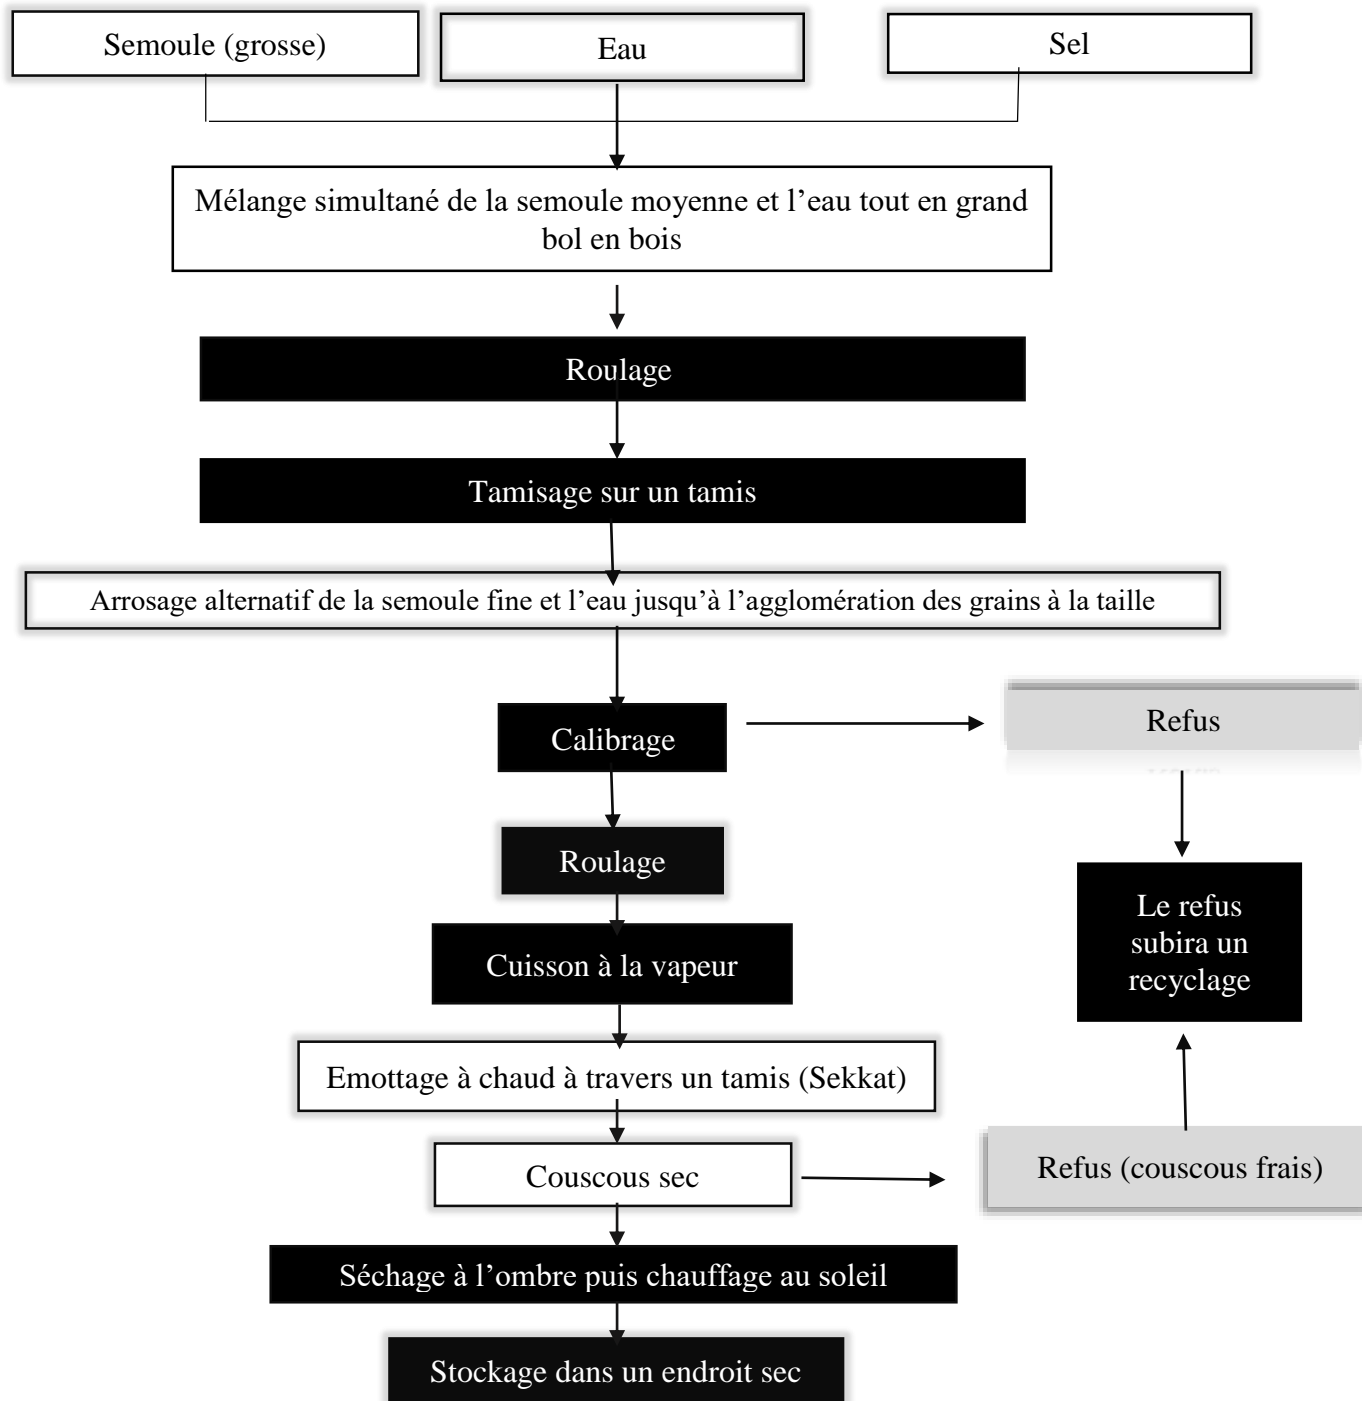 Semoule (grosse)
Eau
Sel
Mélange simultané de la semoule moyenne et l’eau tout en grand
bol en bois
Roulage
Tamisage sur un tamis
Arrosage alternatif de la semoule fine et l’eau jusqu’à l’agglomération des grains à la taille
Calibrage
Refus
Roulage
Le refus
subira un
recyclage
Cuisson à la vapeur
Emottage à chaud à travers un tamis (Sekkat)
Couscous sec
Refus (couscous frais)
Séchage à l’ombre puis chauffage au soleil
Stockage dans un endroit sec